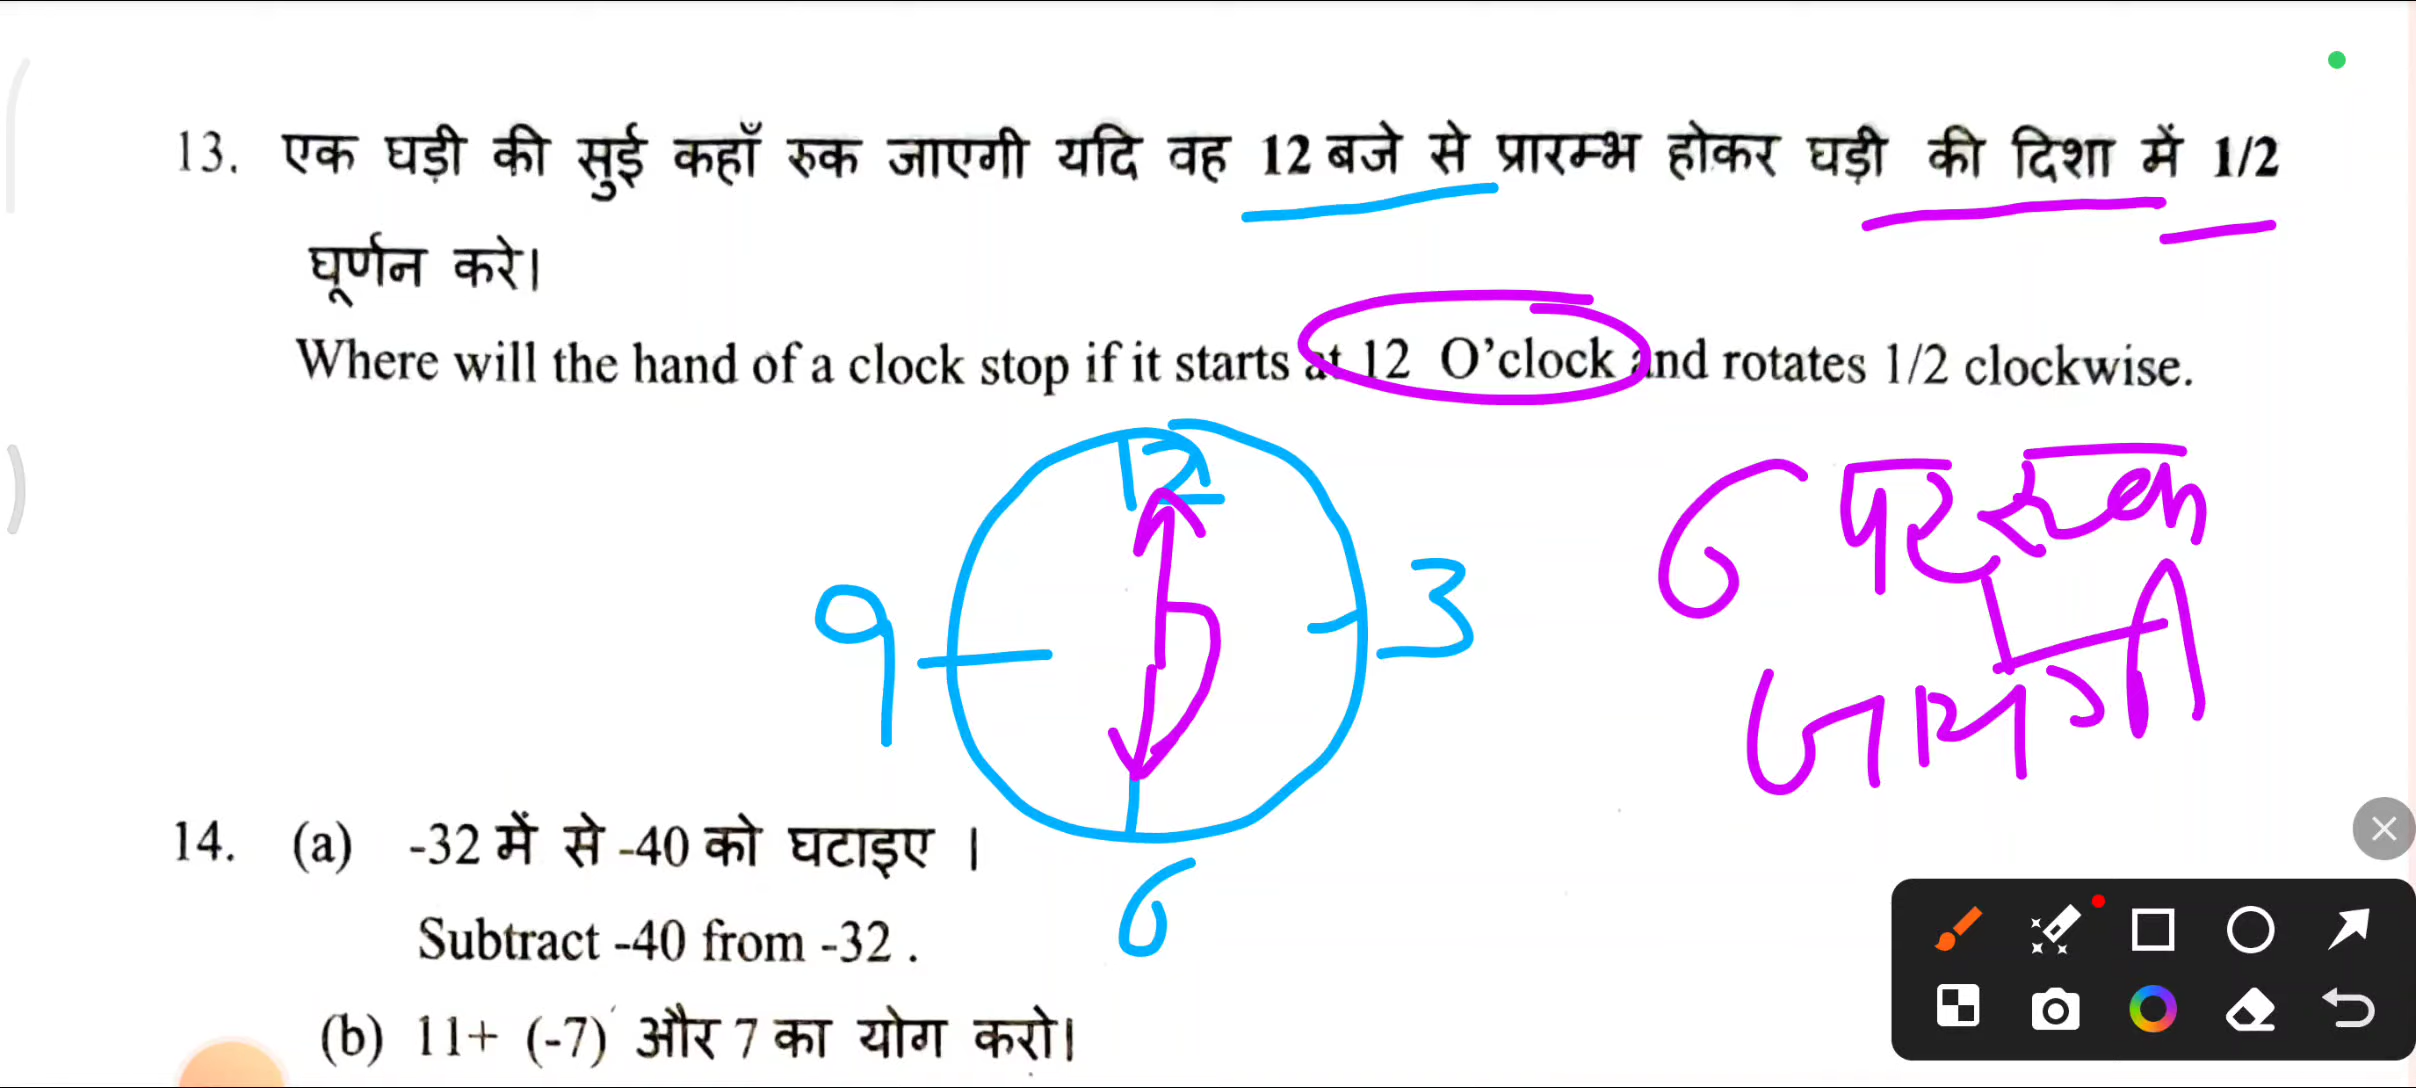 13. एक घड़ी की सुई कहाँ रुक जाएगी यदि वह 12 बजे से प्रारम्भ होकर घड़ी की दिशा में 1/2
घूर्णन करे।
Where will the hand of a clock stop if it starts at 12 O'clock and rotates 1/2 clockwise.
12
9
3
6
6 पर रूक
जायगी
14. (a) -32 में से -40 को घटाइए ।
Subtract -40 from -32 .
(b) 11+ (-7) और 7 का योग करो।